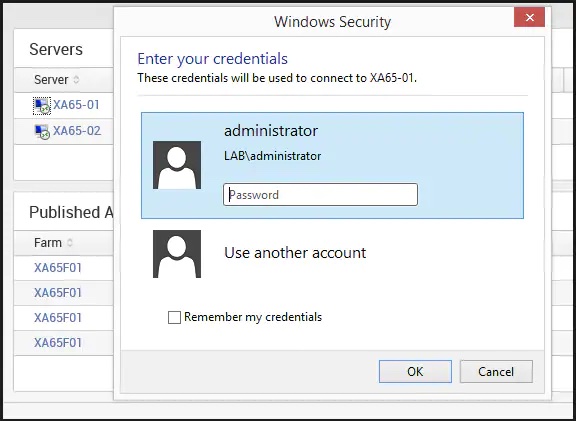 Windows Security
Servers
Server
XA65-01
XA65-02
Enter your credentials
These credentials will be used to connect to XA65-01.
administrator
LAB\administrator
Password
Use another account
Remember my credentials
OK
Cancel
Published A
Farm
XA65F01
XA65F01
XA65F01
XA65F01